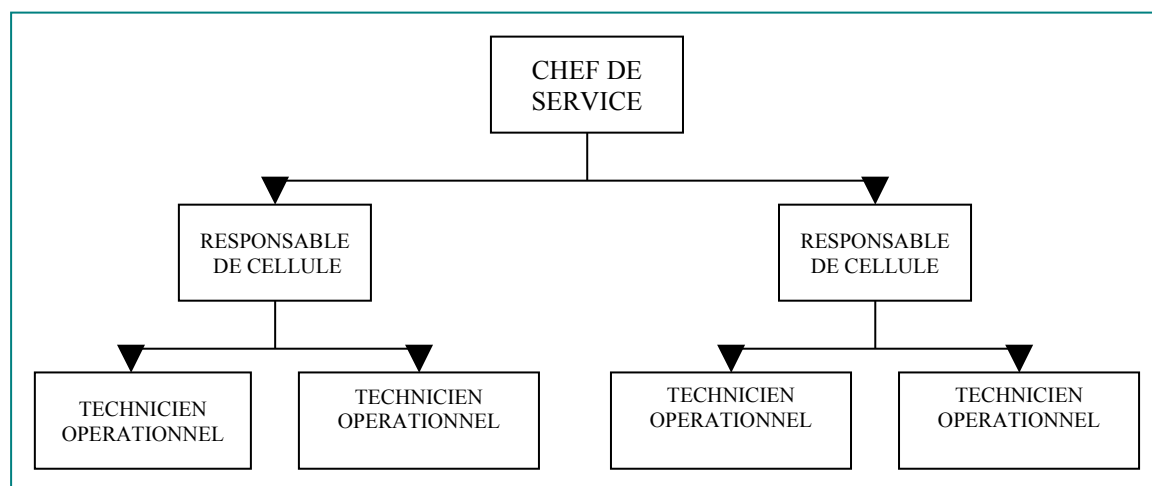 CHEF DE
SERVICE
RESPONSABLE
DE CELLULE
RESPONSABLE
DE CELLULE
TECHNICIEN
OPERATIONNEL
TECHNICIEN
OPERATIONNEL
TECHNICIEN
OPERATIONNEL
TECHNICIEN
OPERATIONNEL